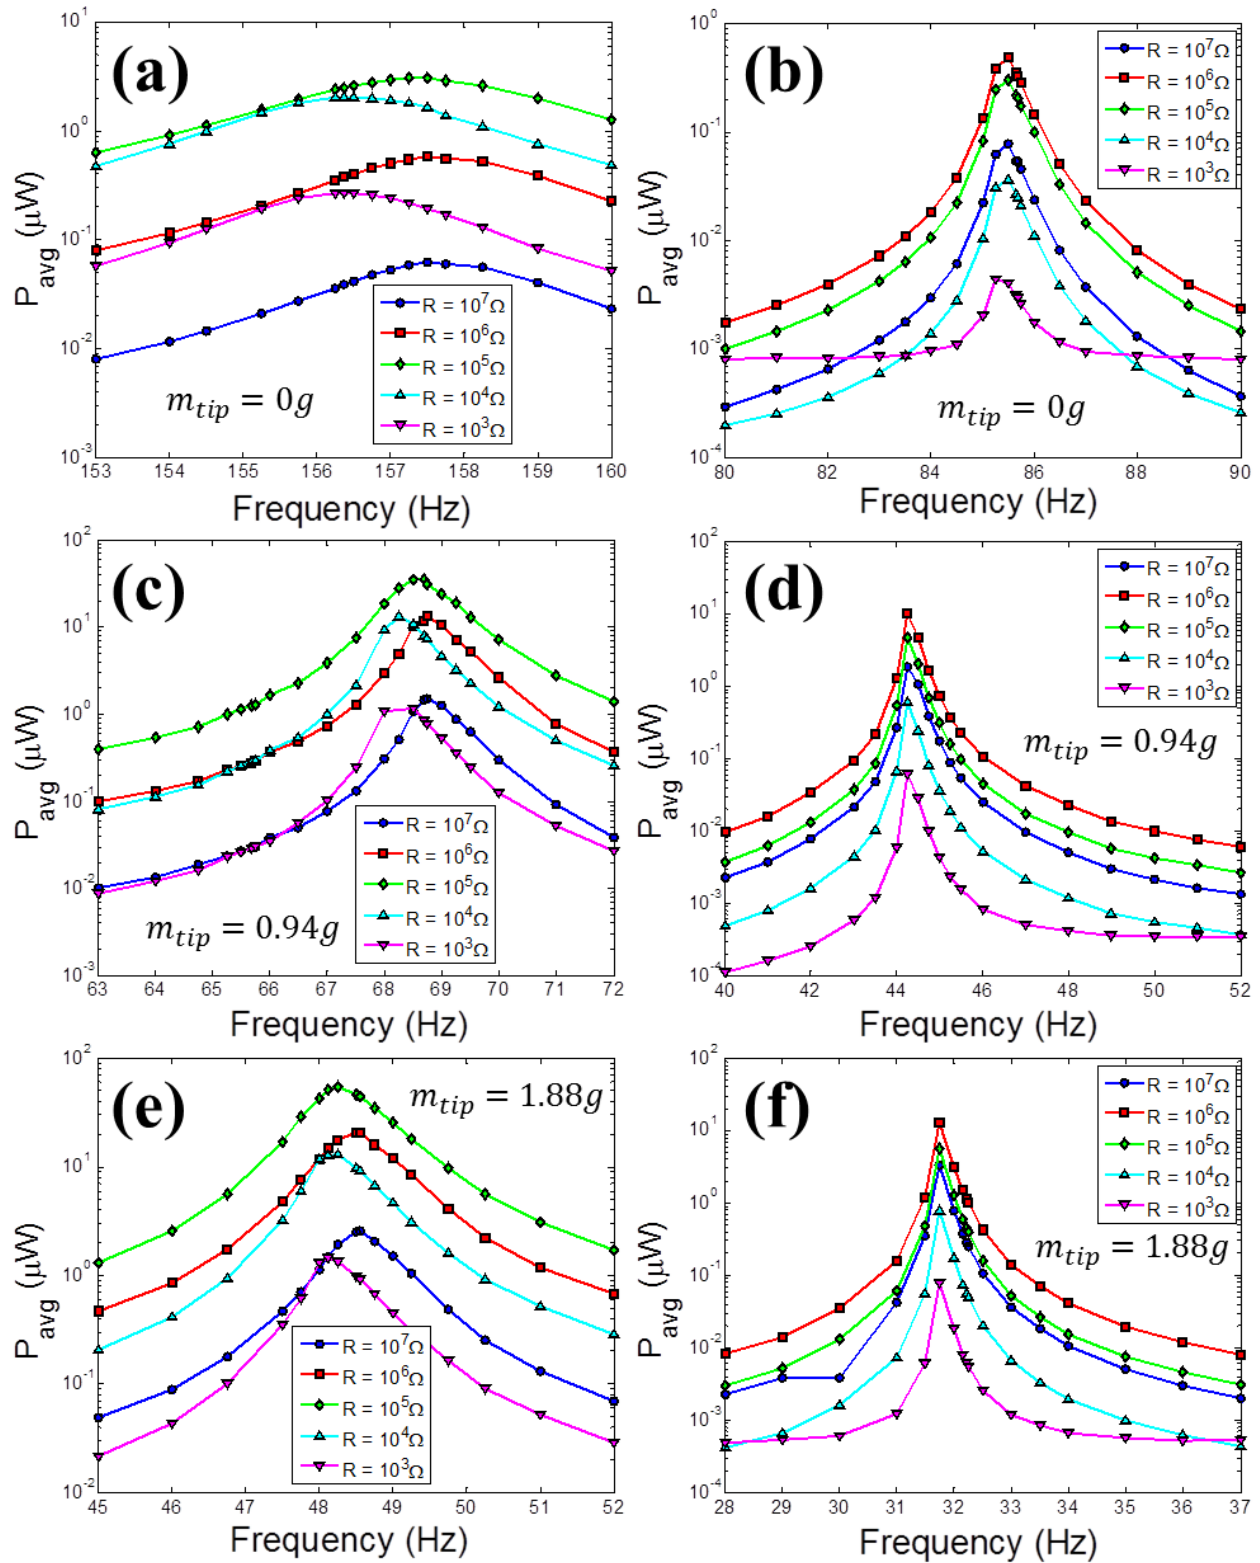 (a)
P_avg (μW)
10^1
10^0
10^-1
10^-2
10^-3
R = 10^7Ω
R = 10^6Ω
R = 10^5Ω
R = 10^4Ω
R = 10^3Ω
m_tip = 0g
153 154 155 156 157 158 159 160
Frequency (Hz)
(b)
P_avg (μW)
10^0
10^-1
10^-2
10^-3
10^-4
R = 10^7Ω
R = 10^6Ω
R = 10^5Ω
R = 10^4Ω
R = 10^3Ω
m_tip = 0g
80 82 84 86 88 90
Frequency (Hz)
(c)
P_avg (μW)
10^2
10^1
10^0
10^-1
10^-2
10^-3
R = 10^7Ω
R = 10^6Ω
R = 10^5Ω
R = 10^4Ω
R = 10^3Ω
m_tip = 0.94g
63 64 65 66 67 68 69 70 71 72
Frequency (Hz)
(d)
P_avg (μW)
10^2
10^1
10^0
10^-1
10^-2
10^-3
10^-4
R = 10^7Ω
R = 10^6Ω
R = 10^5Ω
R = 10^4Ω
R = 10^3Ω
m_tip = 0.94g
40 42 44 46 48 50 52
Frequency (Hz)
(e)
P_avg (μW)
10^2
10^1
10^0
10^-1
10^-2
m_tip = 1.88g
R = 10^7Ω
R = 10^6Ω
R = 10^5Ω
R = 10^4Ω
R = 10^3Ω
45 46 47 48 49 50 51 52
Frequency (Hz)
(f)
P_avg (μW)
10^2
10^1
10^0
10^-1
10^-2
10^-3
10^-4
R = 10^7Ω
R = 10^6Ω
R = 10^5Ω
R = 10^4Ω
R = 10^3Ω
m_tip = 1.88g
28 29 30 31 32 33 34 35 36 37
Frequency (Hz)